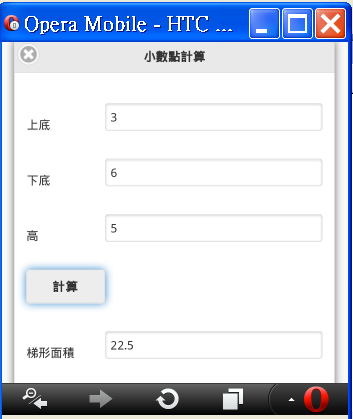 Opera Mobile - HTC ...
小數點計算
上底 3
下底 6
高 5
計算
梯形面積 22.5